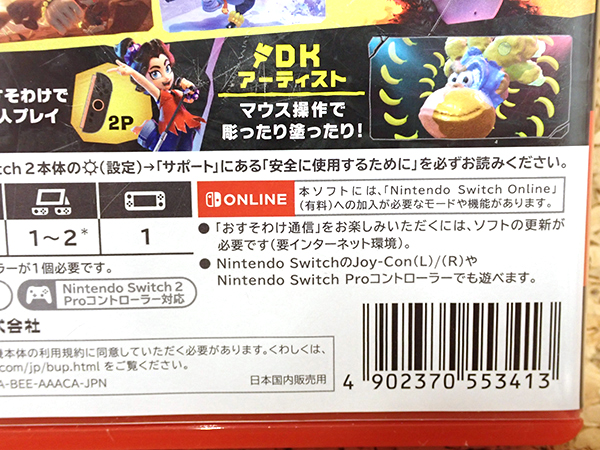 DK
アーティスト
すそわけで
人プレイ
2P
マウス操作で
彫ったり塗ったり!
tch 2本体の (設定)→「サポート」にある「安全に使用するために」を必ずお読みください。
1~2*
1
ONLINE
本ソフトには、「Nintendo Switch Online」
(有料)への加入が必要なモードや機能があります。
●「おすそわけ通信」をお楽しみいただくには、ソフトの更新が
必要です(要インターネット環境)。
● Nintendo SwitchのJoy-Con(L)/(R)や
Nintendo Switch Proコントローラーでも遊べます。
ラーが1個必要です。
Nintendo Switch 2
Proコントローラー対応
式会社
機本体の利用規約に同意していただく必要があります。くわしくは、
.com/jp/bup.html をご覧ください。
A-BEE-AAACA-JPN
日本国内販売用
4 902370 553413